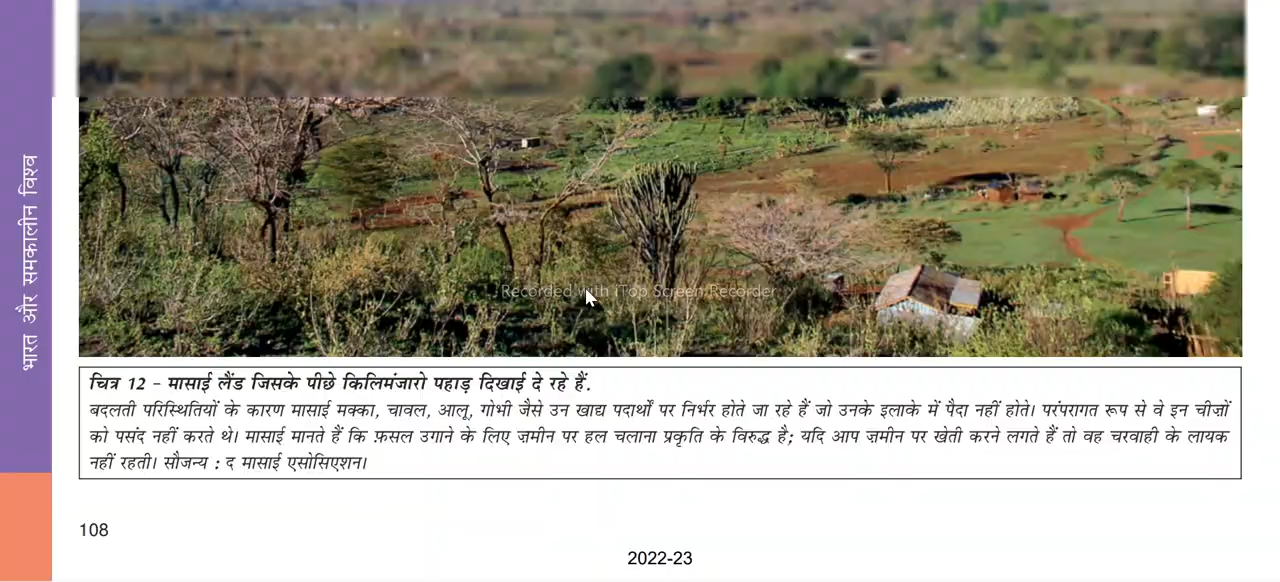 भारत और समकालीन विश्व
Recorded with iTop Screen Recorder
चित्र 12 – मासाई लैंड जिसके पीछे किलिमंजारो पहाड़ दिखाई दे रहे हैं.
बदलती परिस्थितियों के कारण मासाई मक्का, चावल, आलू, गोभी जैसे उन खाद्य पदार्थों पर निर्भर होते जा रहे हैं जो उनके इलाके में पैदा नहीं होते। परंपरागत रूप से वे इन चीज़ों
को पसंद नहीं करते थे। मासाई मानते हैं कि फ़सल उगाने के लिए ज़मीन पर हल चलाना प्रकृति के विरुद्ध है; यदि आप ज़मीन पर खेती करने लगते हैं तो वह चरवाही के लायक
नहीं रहती। सौजन्य : द मासाई एसोसिएशन।
108
2022-23